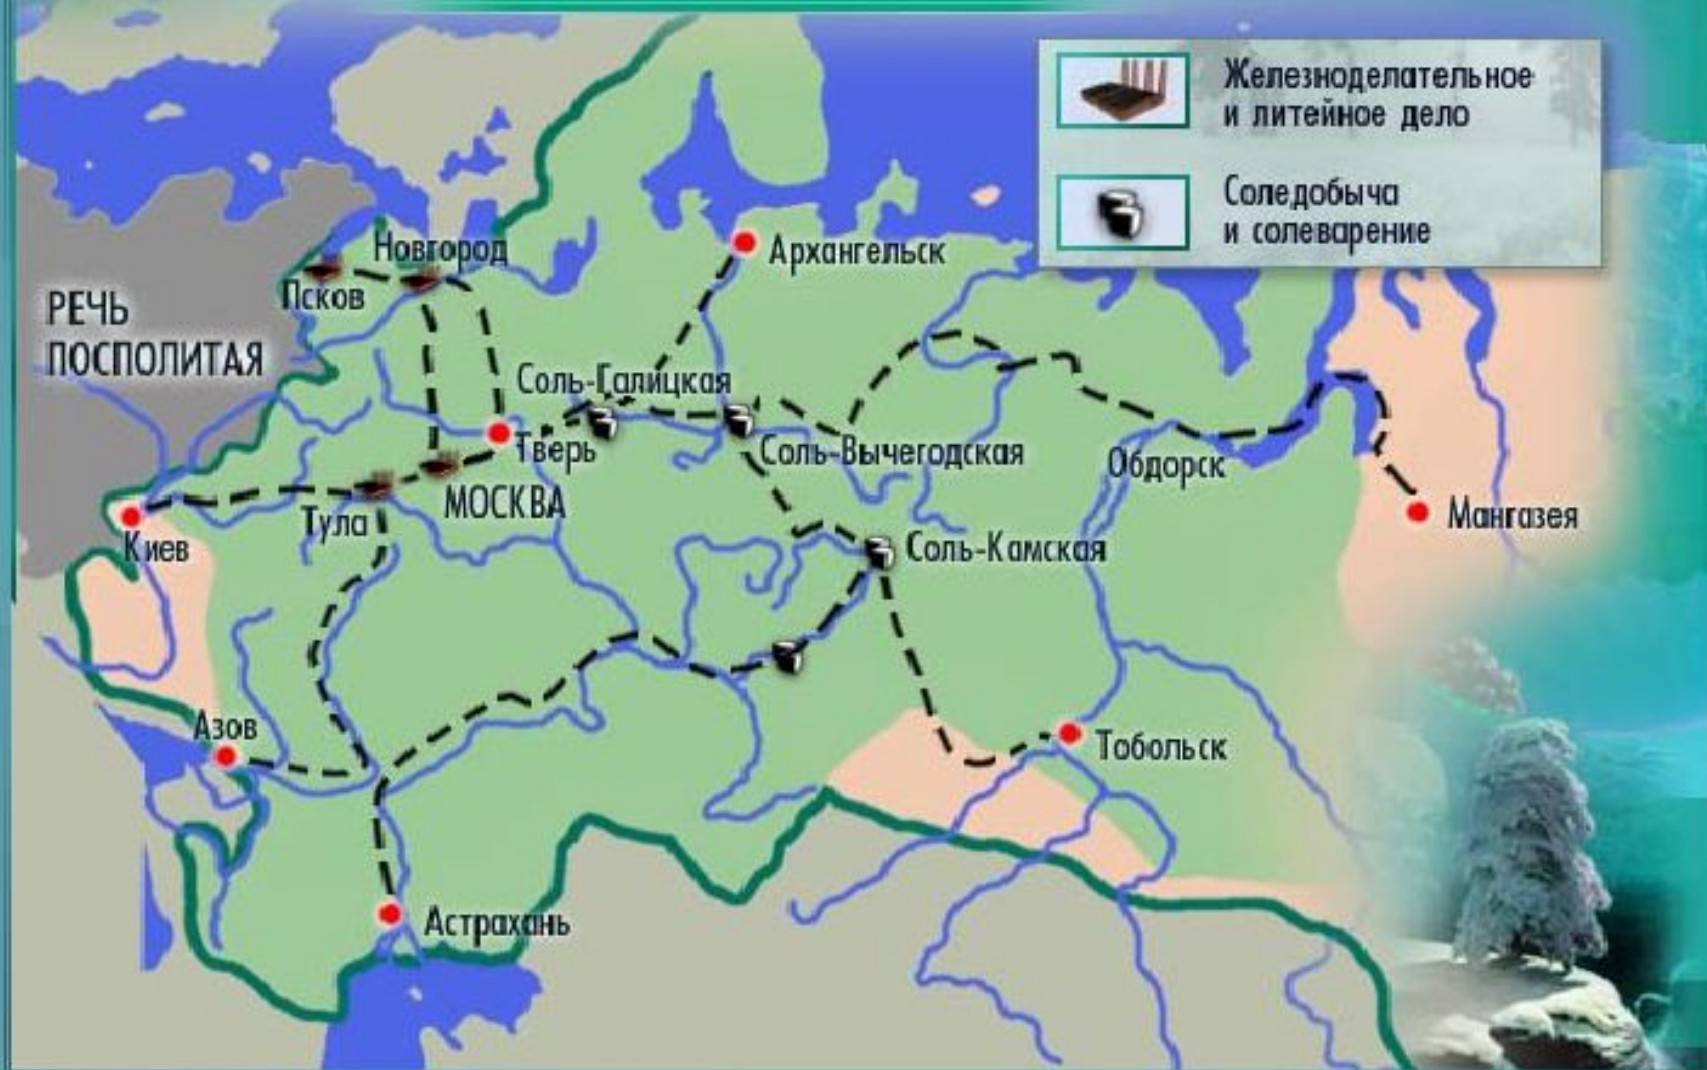 Железноделательное
и литейное дело
Соледобыча
и солеварение
Новгород
Архангельск
Псков
РЕЧЬ
ПОСПОЛИТАЯ
Соль-Галицкая
Тверь
Соль-Вычегодская
Обдорск
МОСКВА
Тула
Мангазея
Киев
Соль-Камская
Азов
Тобольск
Астрахань